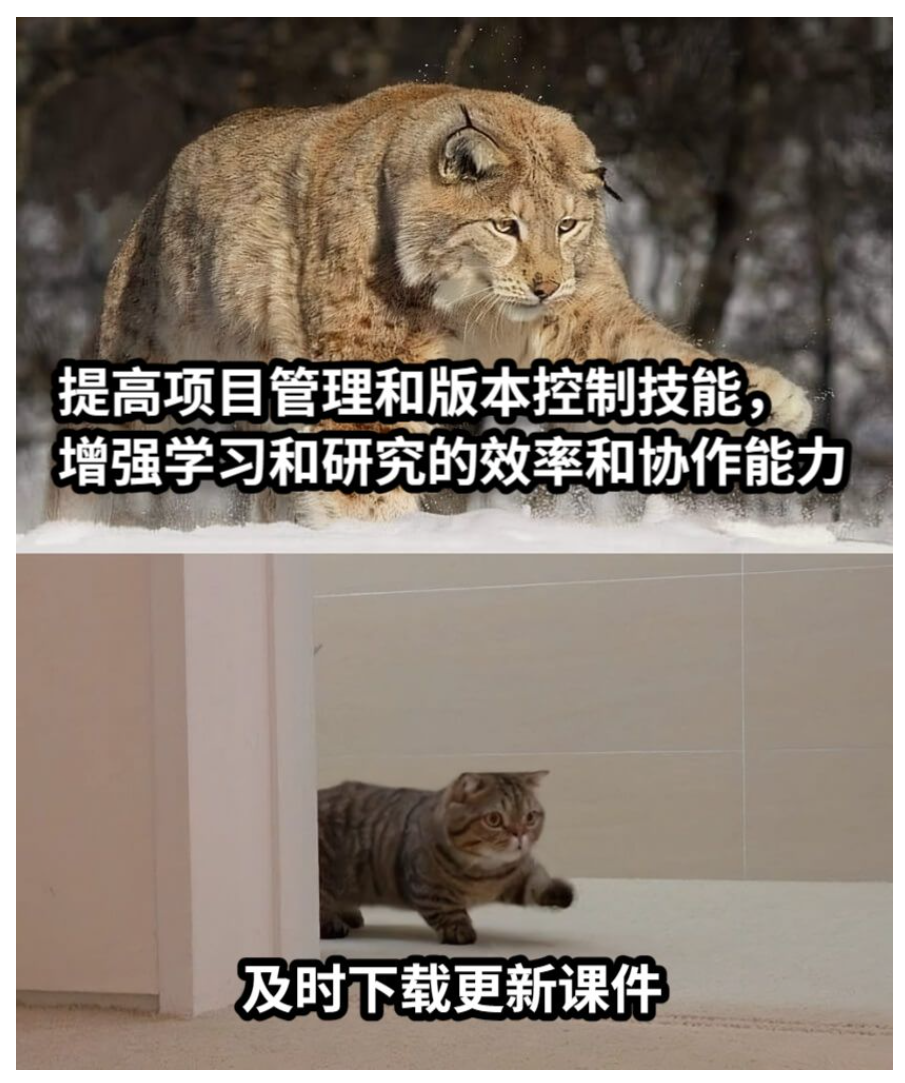 提高项目管理和版本控制技能，
增强学习和研究的效率和协作能力
及时下载更新课件